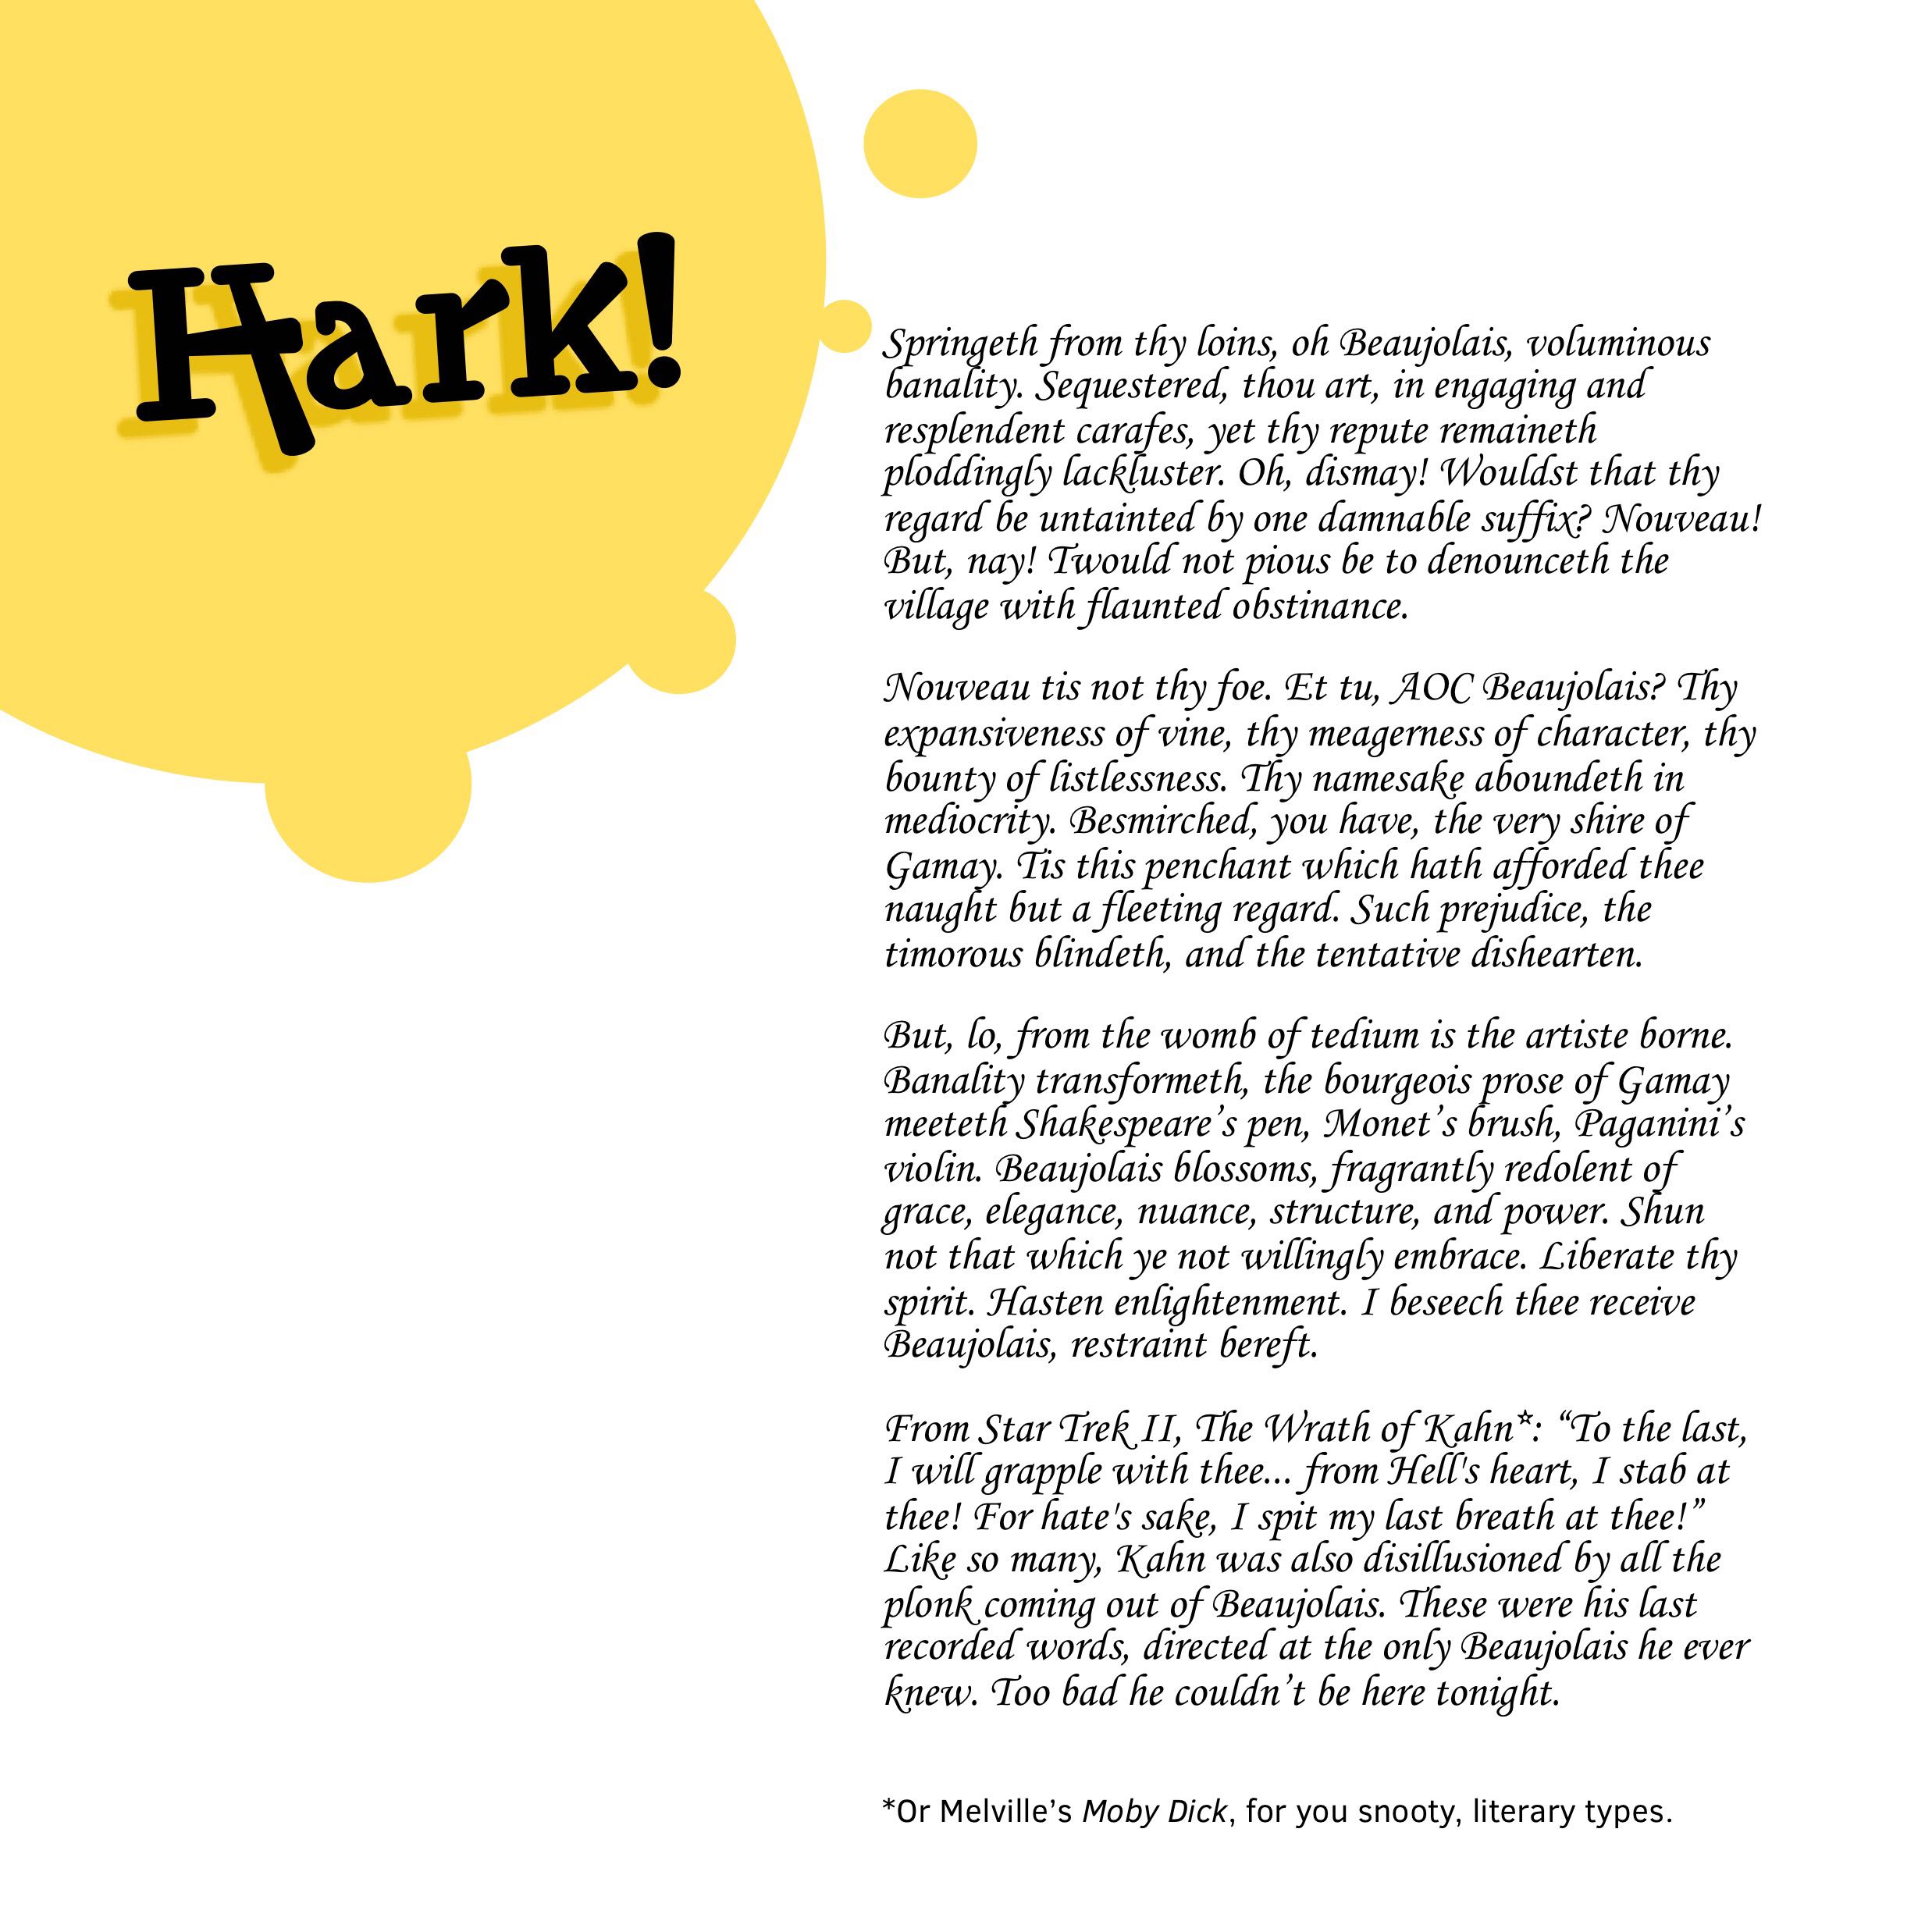 Hark!
Springeth from thy loins, oh Beaujolais, voluminous
banality. Sequestered, thou art, in engaging and
resplendent carafes, yet thy repute remaineth
ploddingly lackluster. Oh, dismay! Wouldst that thy
regard be untainted by one damnable suffix? Nouveau!
But, nay! Twould not pious be to denounceth the
village with flaunted obstinance.
Nouveau tis not thy foe. Et tu, AOC Beaujolais? Thy
expansiveness of vine, thy meagerness of character, thy
bounty of listlessness. Thy namesake aboundeth in
mediocrity. Besmirched, you have, the very shire of
Gamay. Tis this penchant which hath afforded thee
naught but a fleeting regard. Such prejudice, the
timorous blindeth, and the tentative dishearten.
But, lo, from the womb of tedium is the artiste borne.
Banality transformeth, the bourgeois prose of Gamay
meeteth Shakespeare’s pen, Monet’s brush, Paganini’s
violin. Beaujolais blossoms, fragrantly redolent of
grace, elegance, nuance, structure, and power. Shun
not that which ye not willingly embrace. Liberate thy
spirit. Hasten enlightenment. I beseech thee receive
Beaujolais, restraint bereft.
From Star Trek II, The Wrath of Kahn*: “To the last,
I will grapple with thee... from Hell's heart, I stab at
thee! For hate's sake, I spit my last breath at thee!”
Like so many, Kahn was also disillusioned by all the
plonk coming out of Beaujolais. These were his last
recorded words, directed at the only Beaujolais he ever
knew. Too bad he couldn’t be here tonight.
*Or Melville’s Moby Dick, for you snooty, literary types.